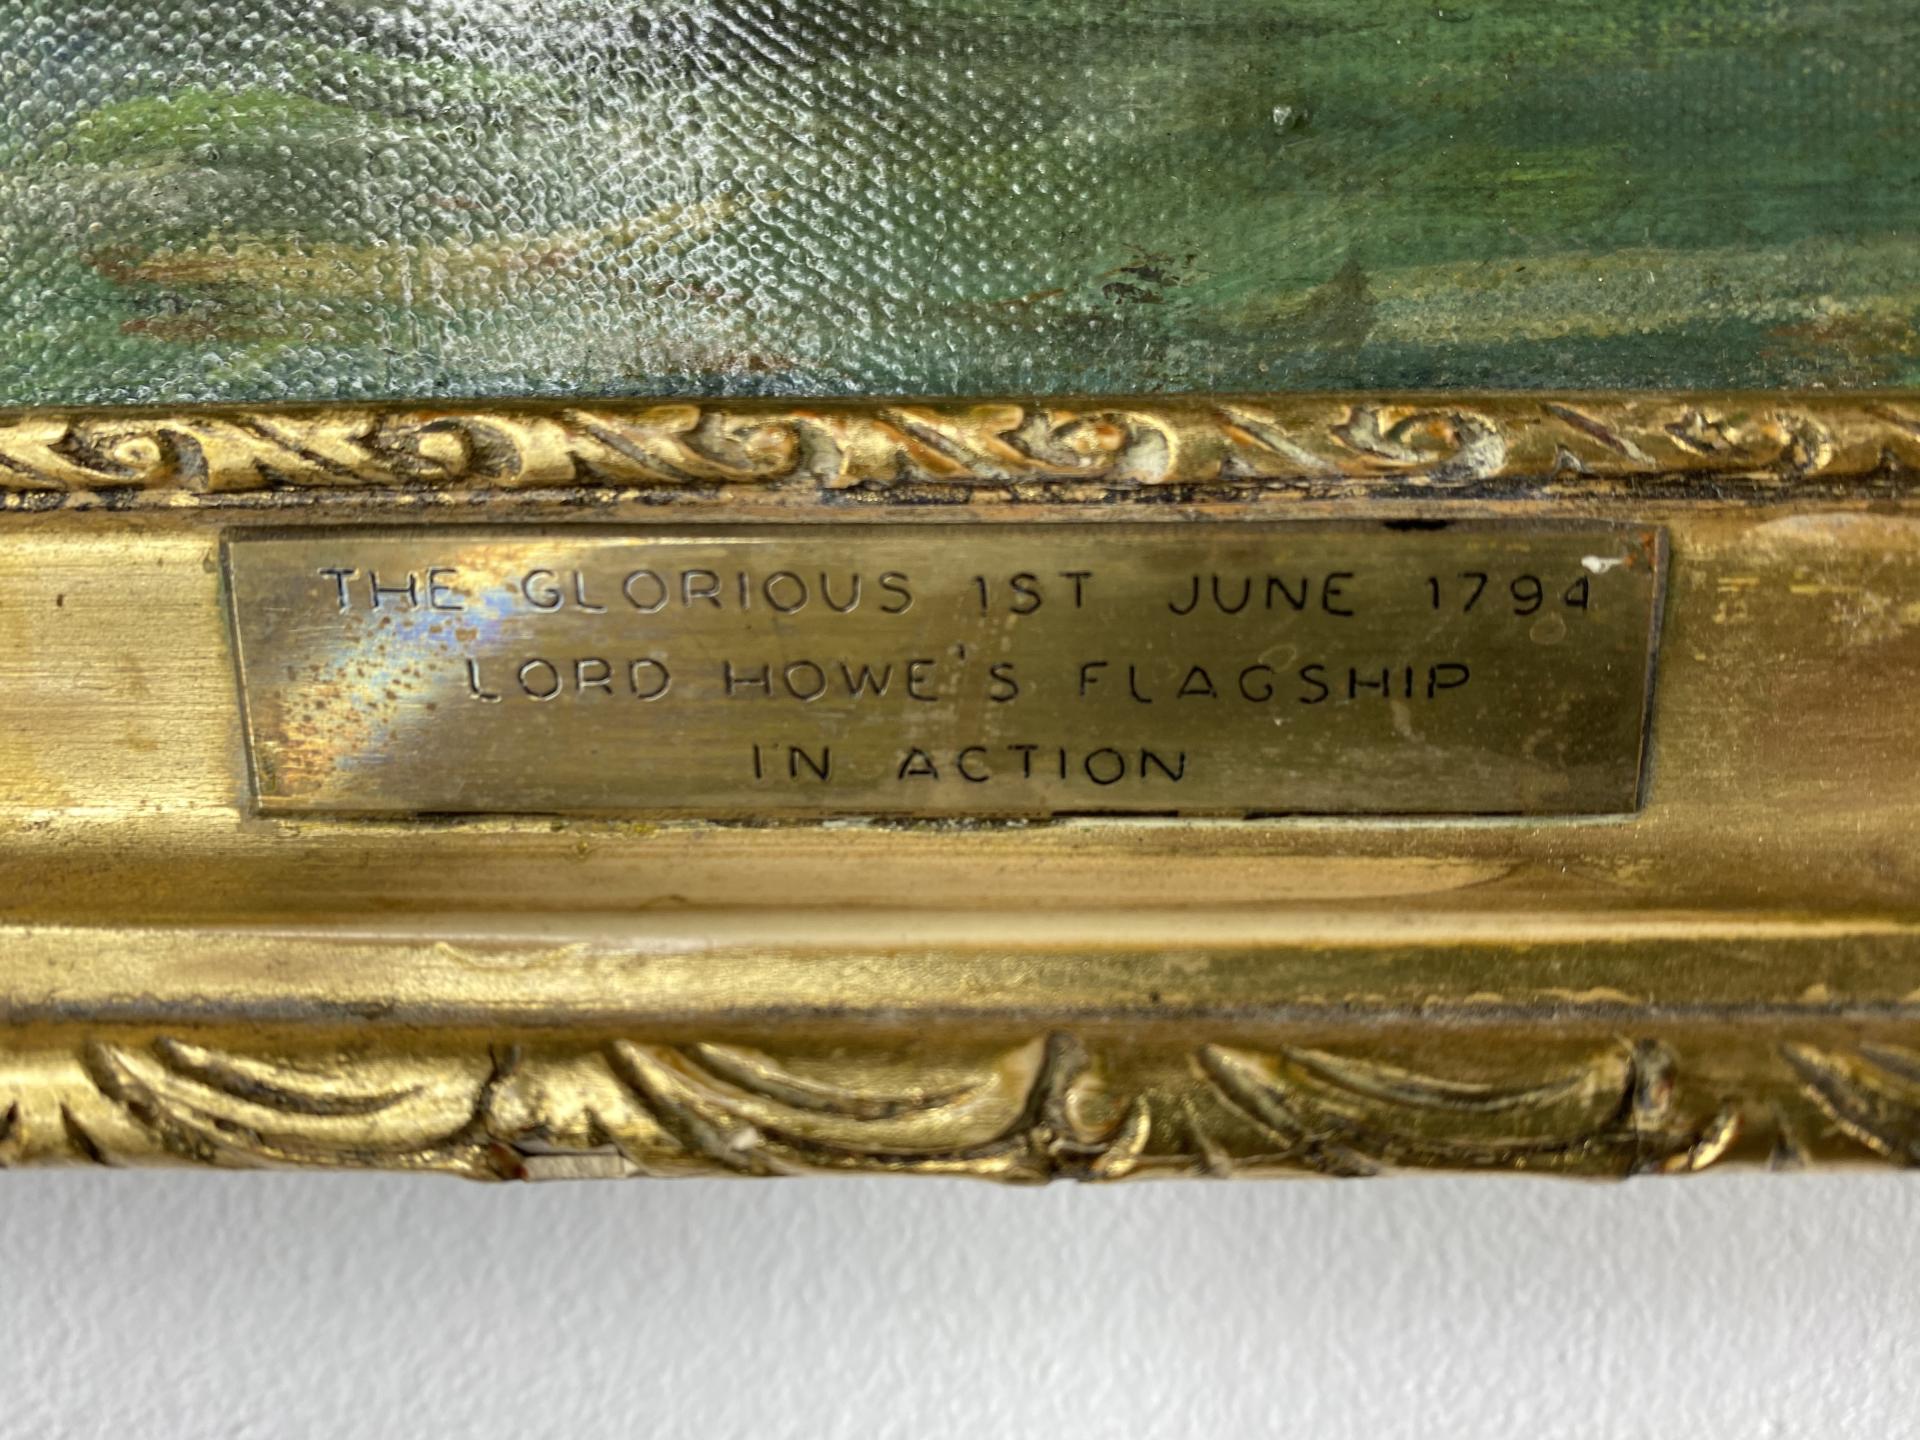 THE GLORIOUS 1ST JUNE 1794
LORD HOWE'S FLAGSHIP
IN ACTION